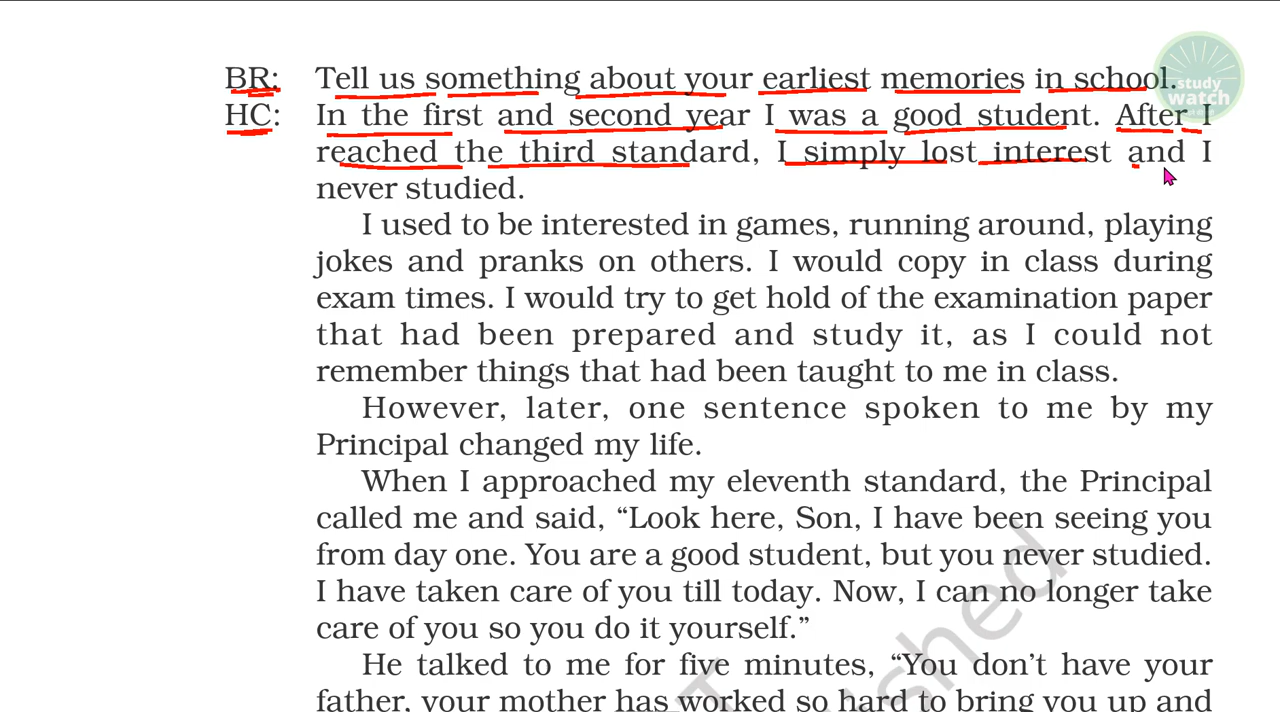 BR: Tell us something about your earliest memories in school.
study
watch
HC: In the first and second year I was a good student. After I
reached the third standard, I simply lost interest and I
never studied.
I used to be interested in games, running around, playing
jokes and pranks on others. I would copy in class during
exam times. I would try to get hold of the examination paper
that had been prepared and study it, as I could not
remember things that had been taught to me in class.
However, later, one sentence spoken to me by my
Principal changed my life.
When I approached my eleventh standard, the Principal
called me and said, “Look here, Son, I have been seeing you
from day one. You are a good student, but you never studied.
I have taken care of you till today. Now, I can no longer take
care of you so you do it yourself.”
He talked to me for five minutes, “You don’t have your
father, your mother has worked so hard to bring you up and